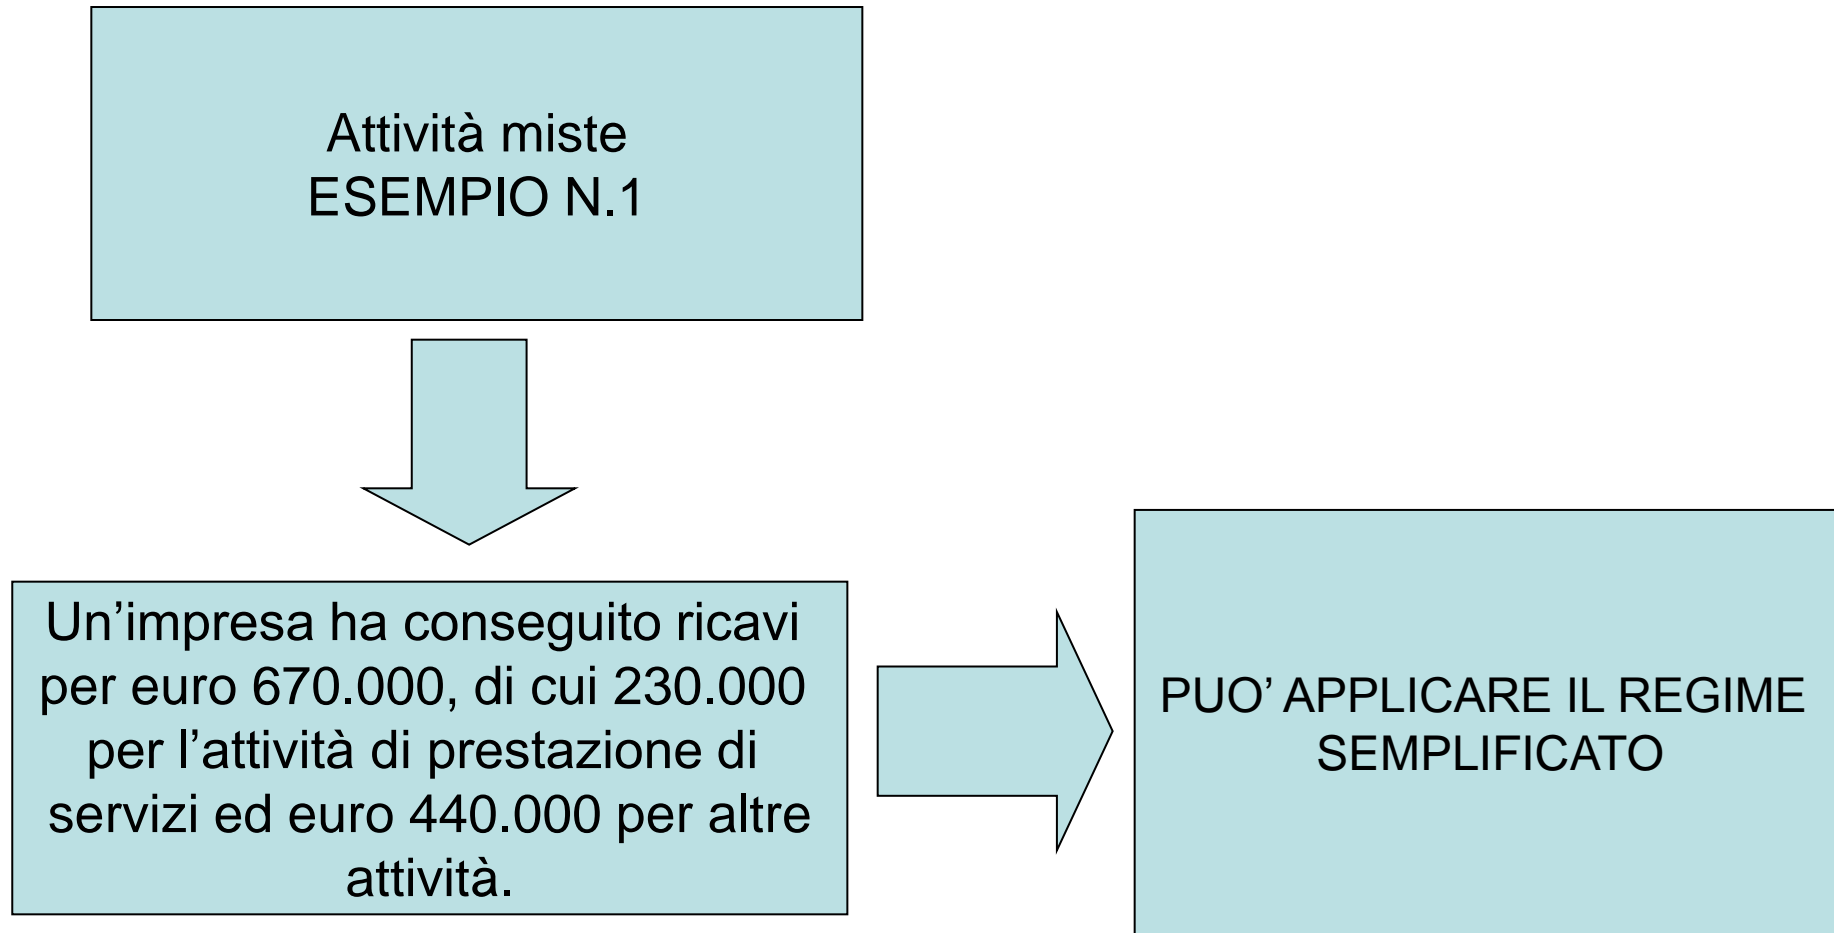 Attività miste
ESEMPIO N.1
Un’impresa ha conseguito ricavi
per euro 670.000, di cui 230.000
per l’attività di prestazione di
servizi ed euro 440.000 per altre
attività.
PUO’ APPLICARE IL REGIME
SEMPLIFICATO